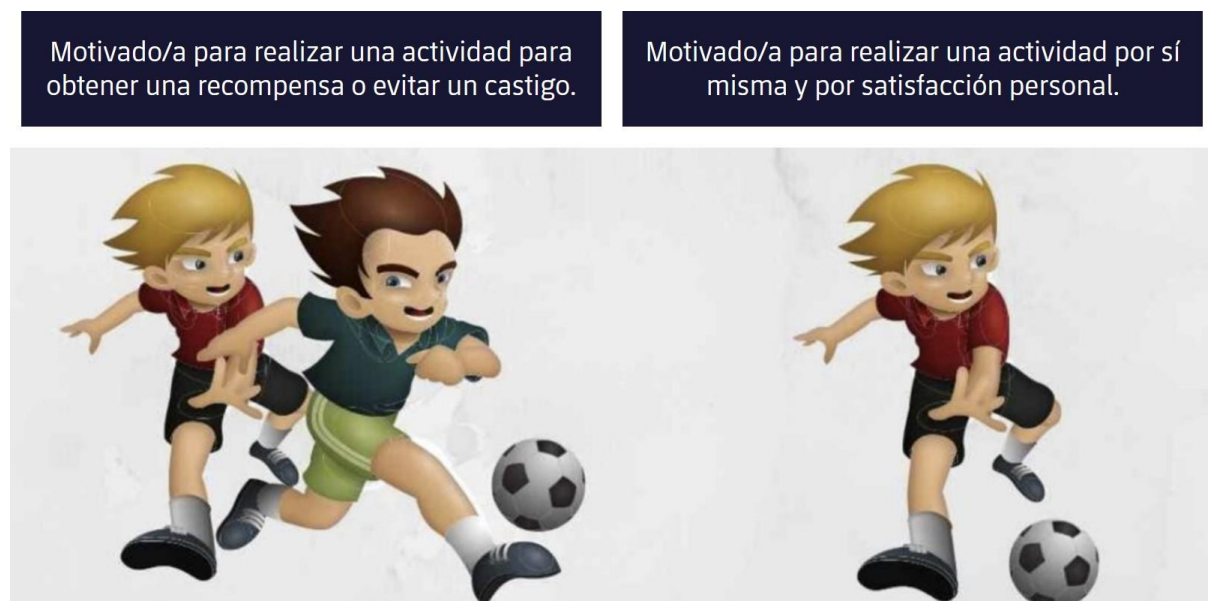 Motivado/a para realizar una actividad para
obtener una recompensa o evitar un castigo.
Motivado/a para realizar una actividad por sí
misma y por satisfacción personal.